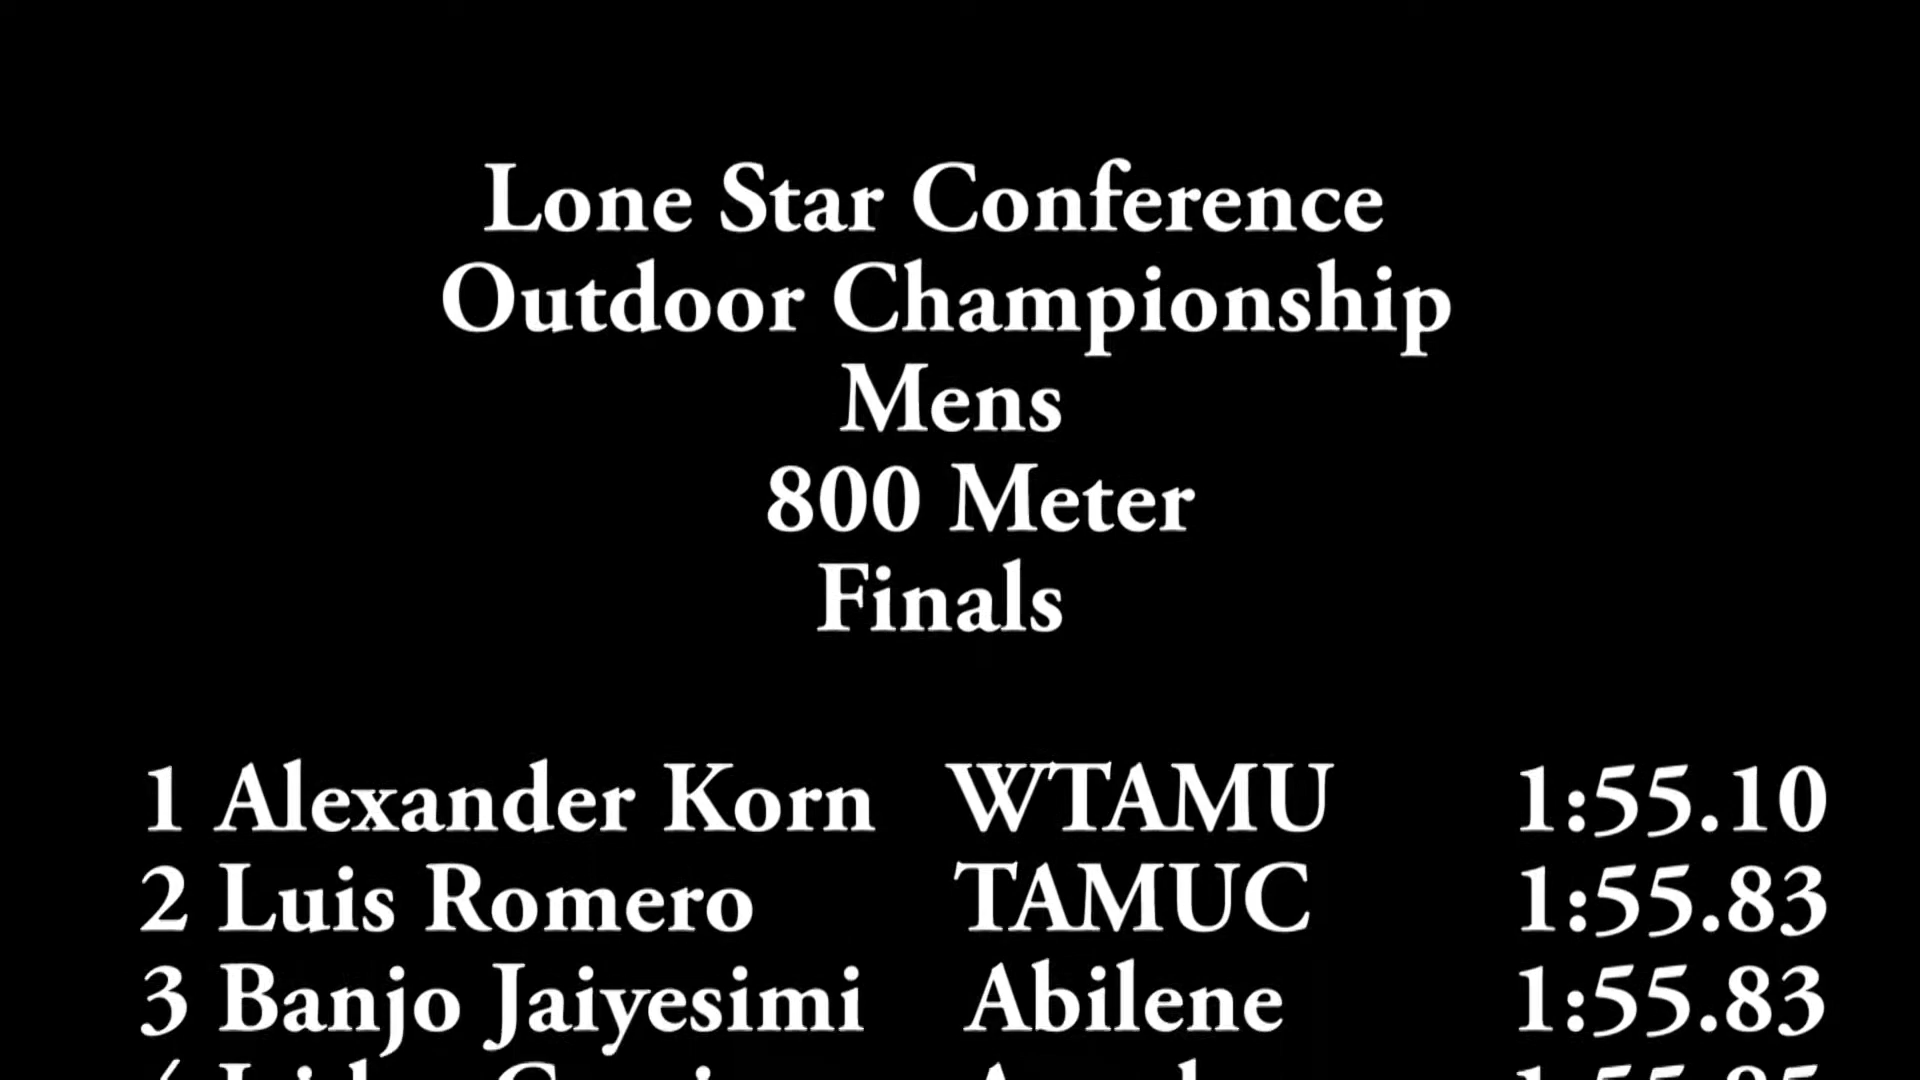 Lone Star Conference
Outdoor Championship
Mens
800 Meter
Finals
1 Alexander Korn WTAMU 1:55.10
2 Luis Romero TAMUC 1:55.83
3 Banjo Jaiyesimi Abilene 1:55.83